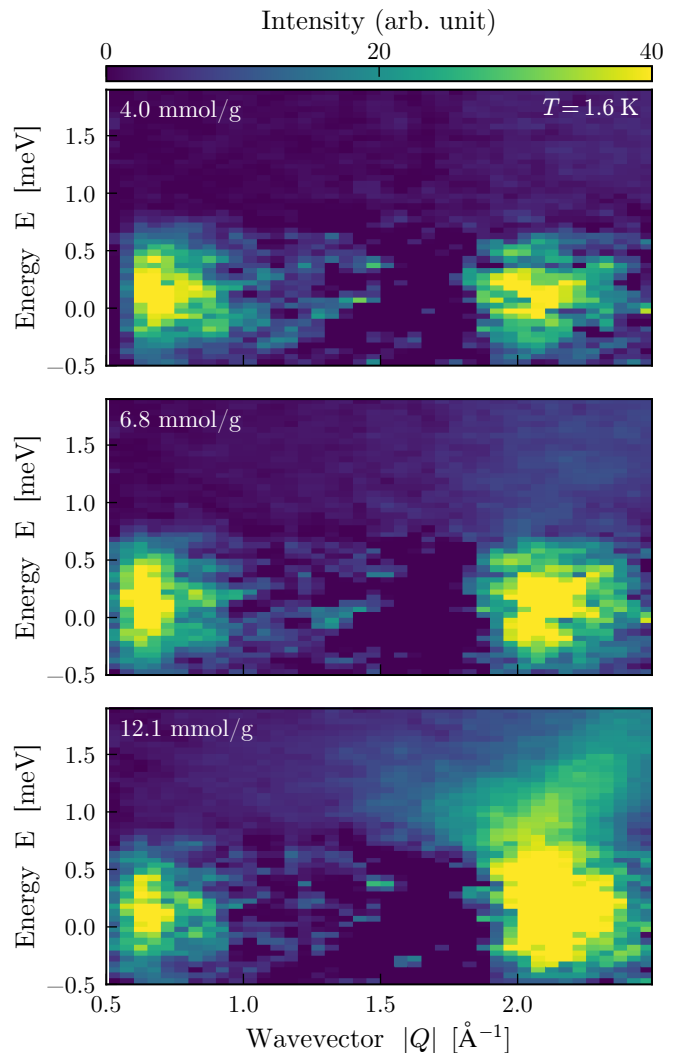 Intensity (arb. unit)
0 20 40
4.0 mmol/g T = 1.6 K
Energy E [meV]
1.5
1.0
0.5
0.0
−0.5
6.8 mmol/g
Energy E [meV]
1.5
1.0
0.5
0.0
−0.5
12.1 mmol/g
Energy E [meV]
1.5
1.0
0.5
0.0
−0.5
0.5 1.0 1.5 2.0
Wavevector |Q| [Å⁻¹]